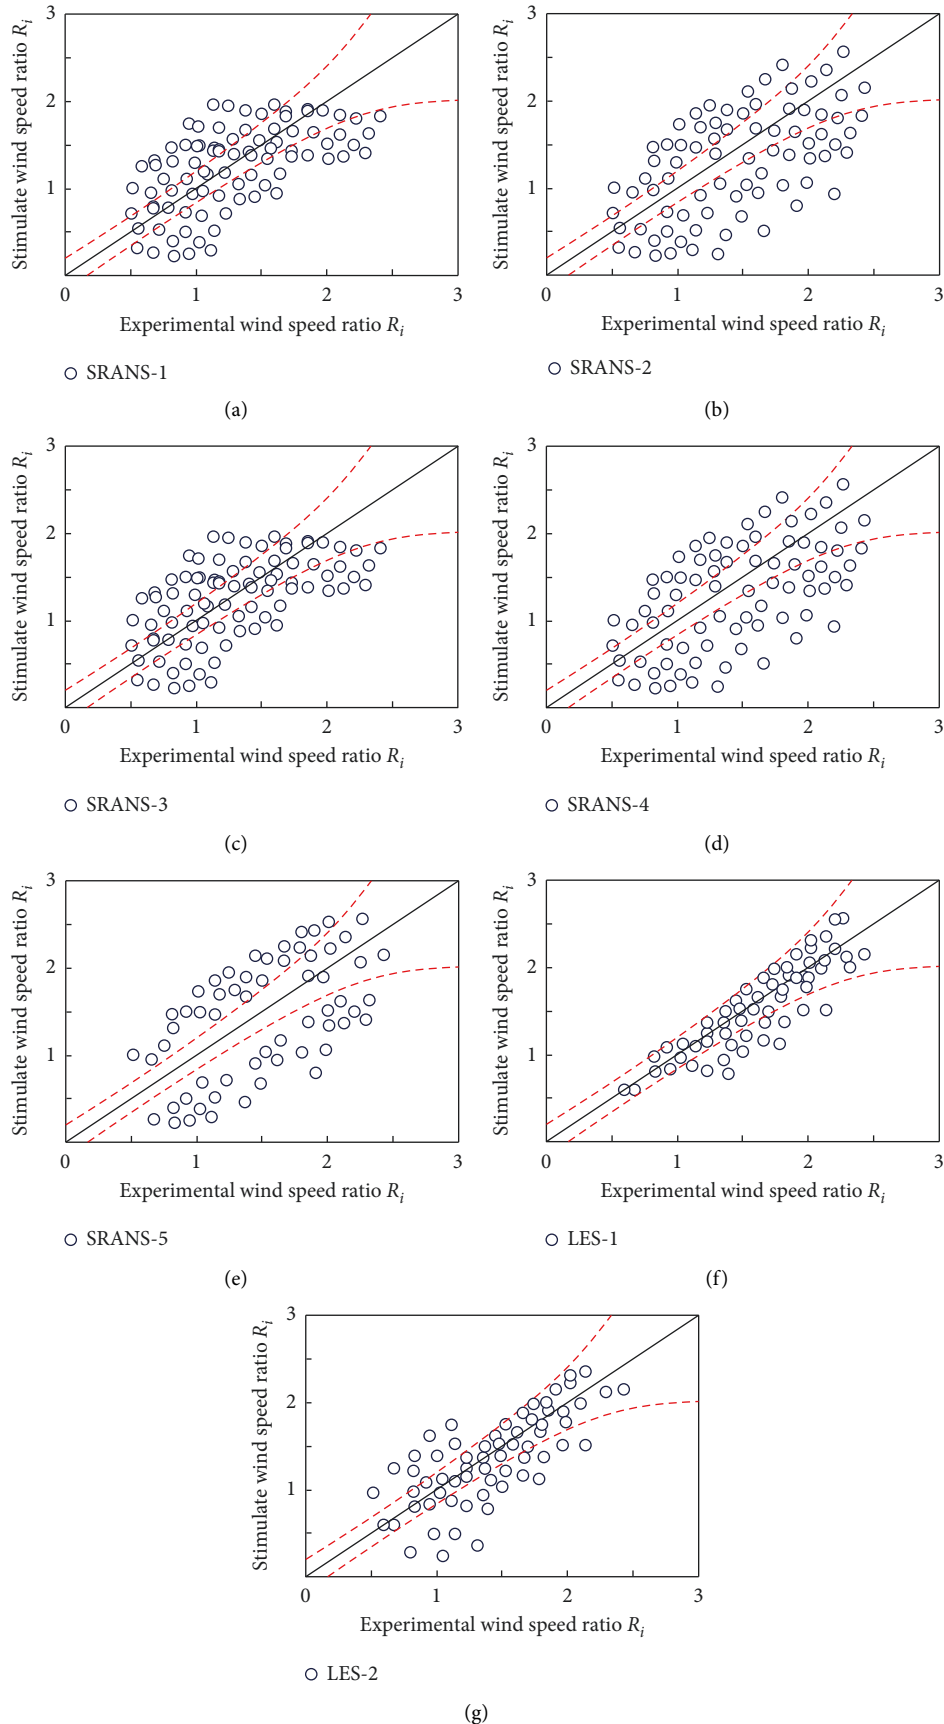 Stimulate wind speed ratio Ri
3
2
1
0 1 2 3
Experimental wind speed ratio Ri
SRANS-1
(a)
Stimulate wind speed ratio Ri
3
2
1
0 1 2 3
Experimental wind speed ratio Ri
SRANS-2
(b)
Stimulate wind speed ratio Ri
3
2
1
0 1 2 3
Experimental wind speed ratio Ri
SRANS-3
(c)
Stimulate wind speed ratio Ri
3
2
1
0 1 2 3
Experimental wind speed ratio Ri
SRANS-4
(d)
Stimulate wind speed ratio Ri
3
2
1
0 1 2 3
Experimental wind speed ratio Ri
SRANS-5
(e)
Stimulate wind speed ratio Ri
3
2
1
0 1 2 3
Experimental wind speed ratio Ri
LES-1
(f)
Stimulate wind speed ratio Ri
3
2
1
0 1 2 3
Experimental wind speed ratio Ri
LES-2
(g)